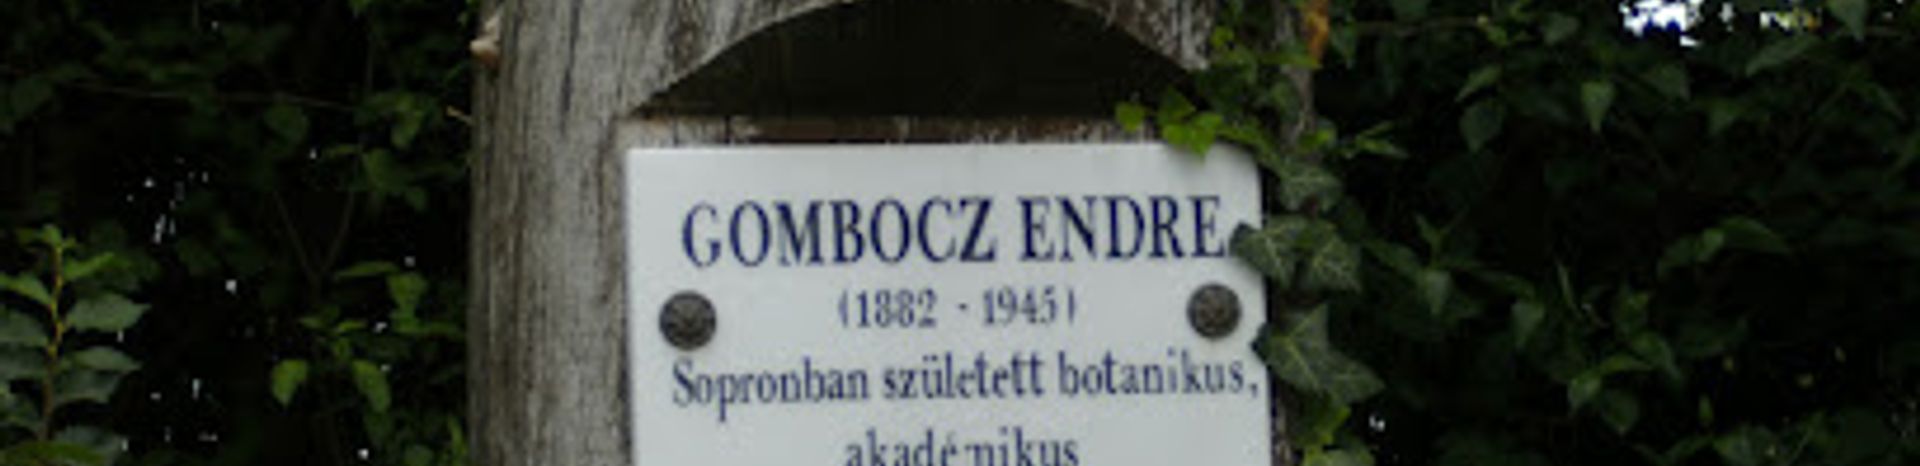 GOMBOCZ ENDRE
(1882 - 1945)
Sopronban született botanikus,
akadémikus